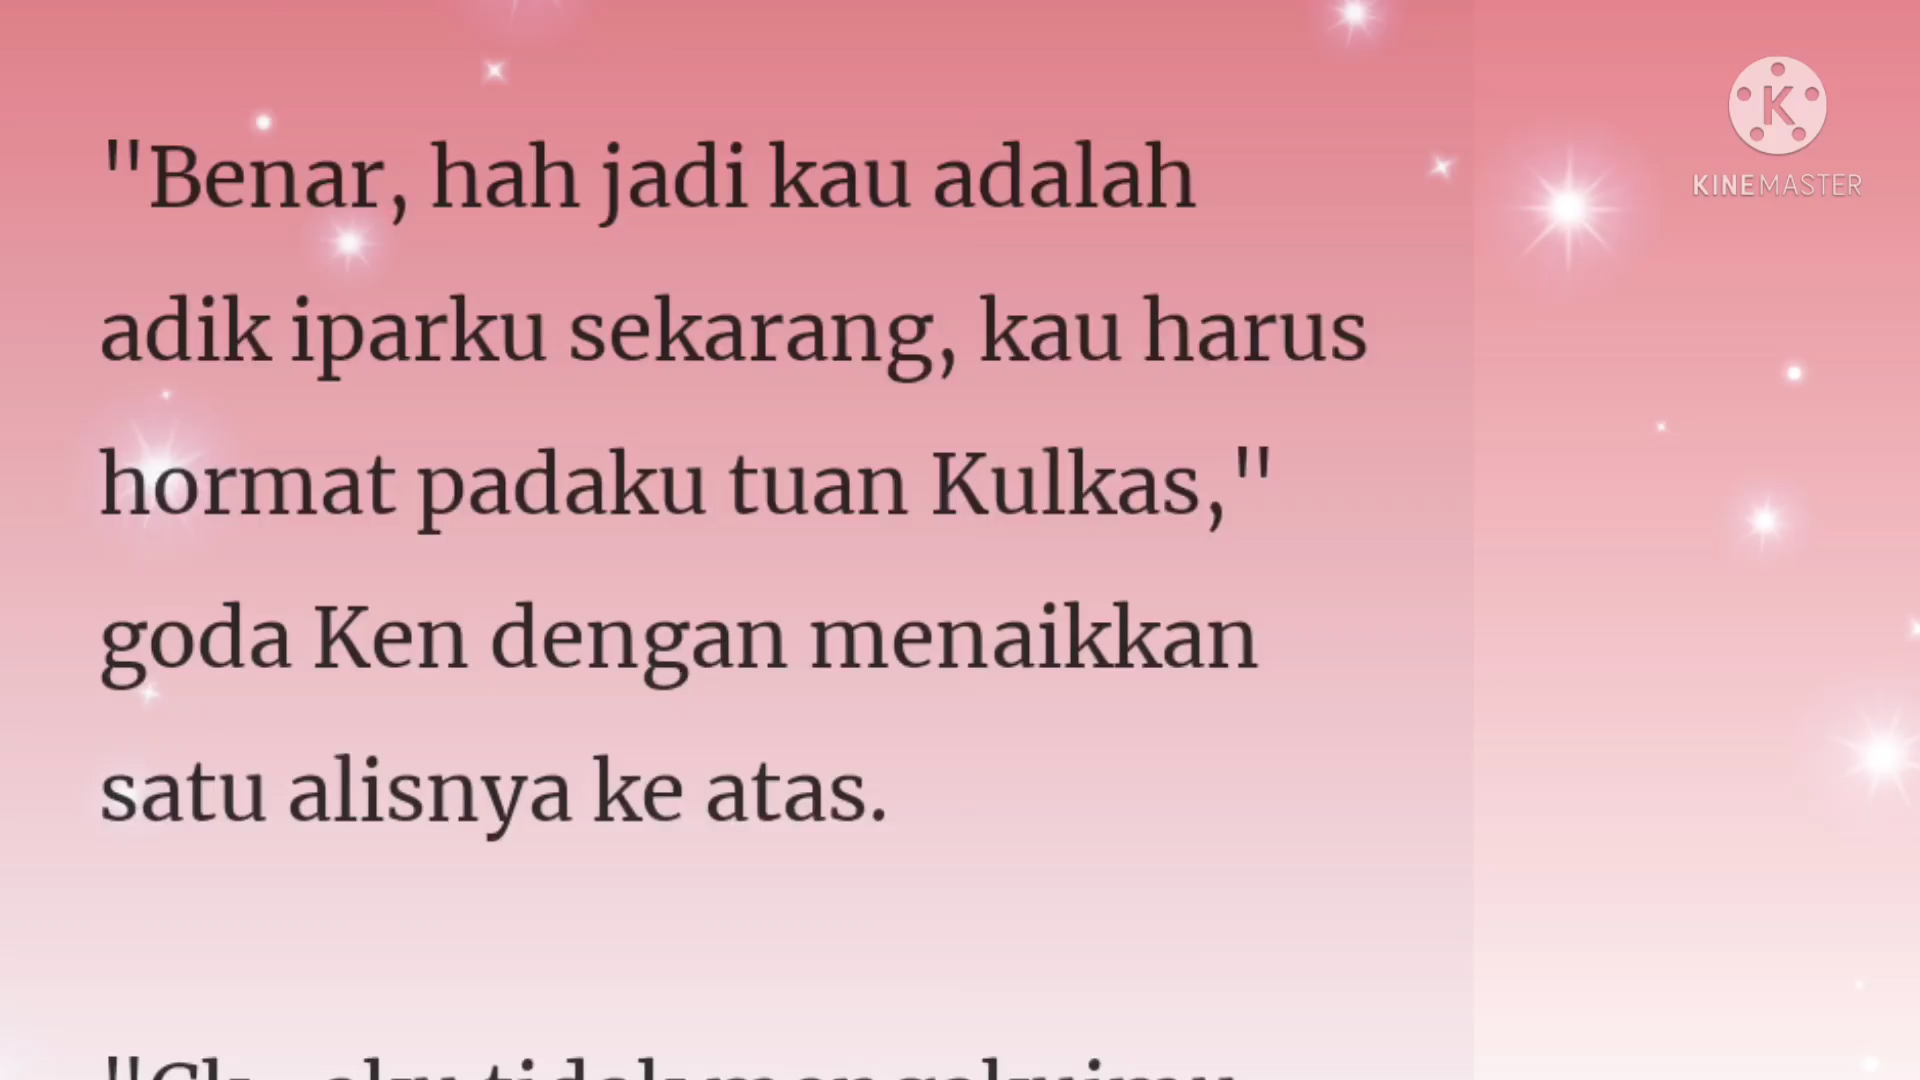 "Benar, hah jadi kau adalah
adik iparku sekarang, kau harus
hormat padaku tuan Kulkas,"
goda Ken dengan menaikkan
satu alisnya ke atas.
K
KINEMASTER